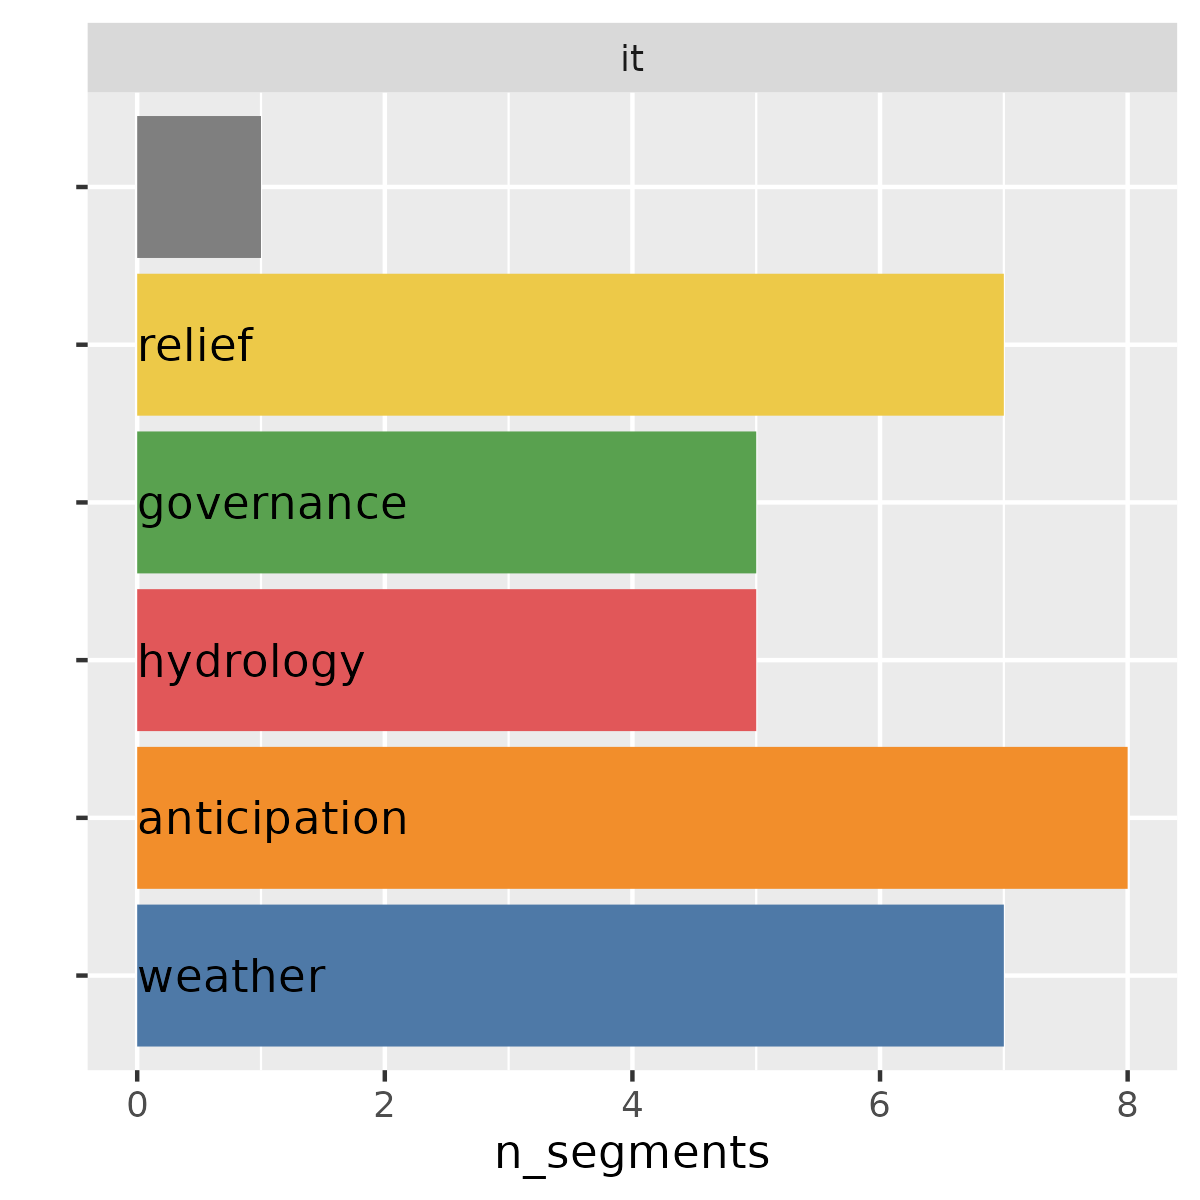 it
relief
governance
hydrology
anticipation
weather
0 2 4 6 8
n_segments